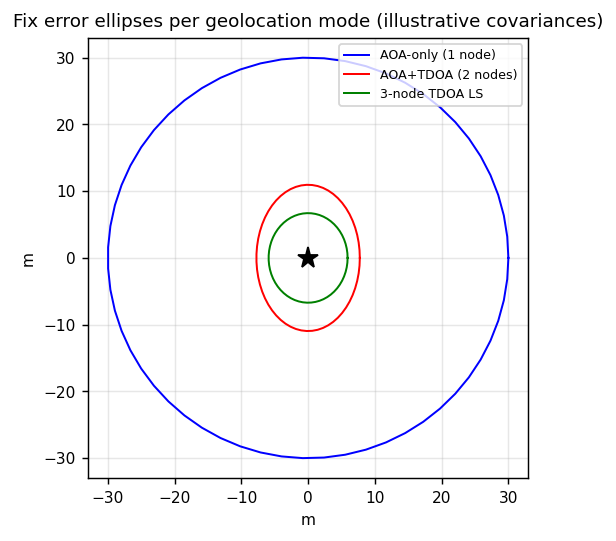 Fix error ellipses per geolocation mode (illustrative covariances)
AOA-only (1 node)
AOA+TDOA (2 nodes)
3-node TDOA LS
30
20
10
0
−10
−20
−30
m
−30 −20 −10 0 10 20 30
m